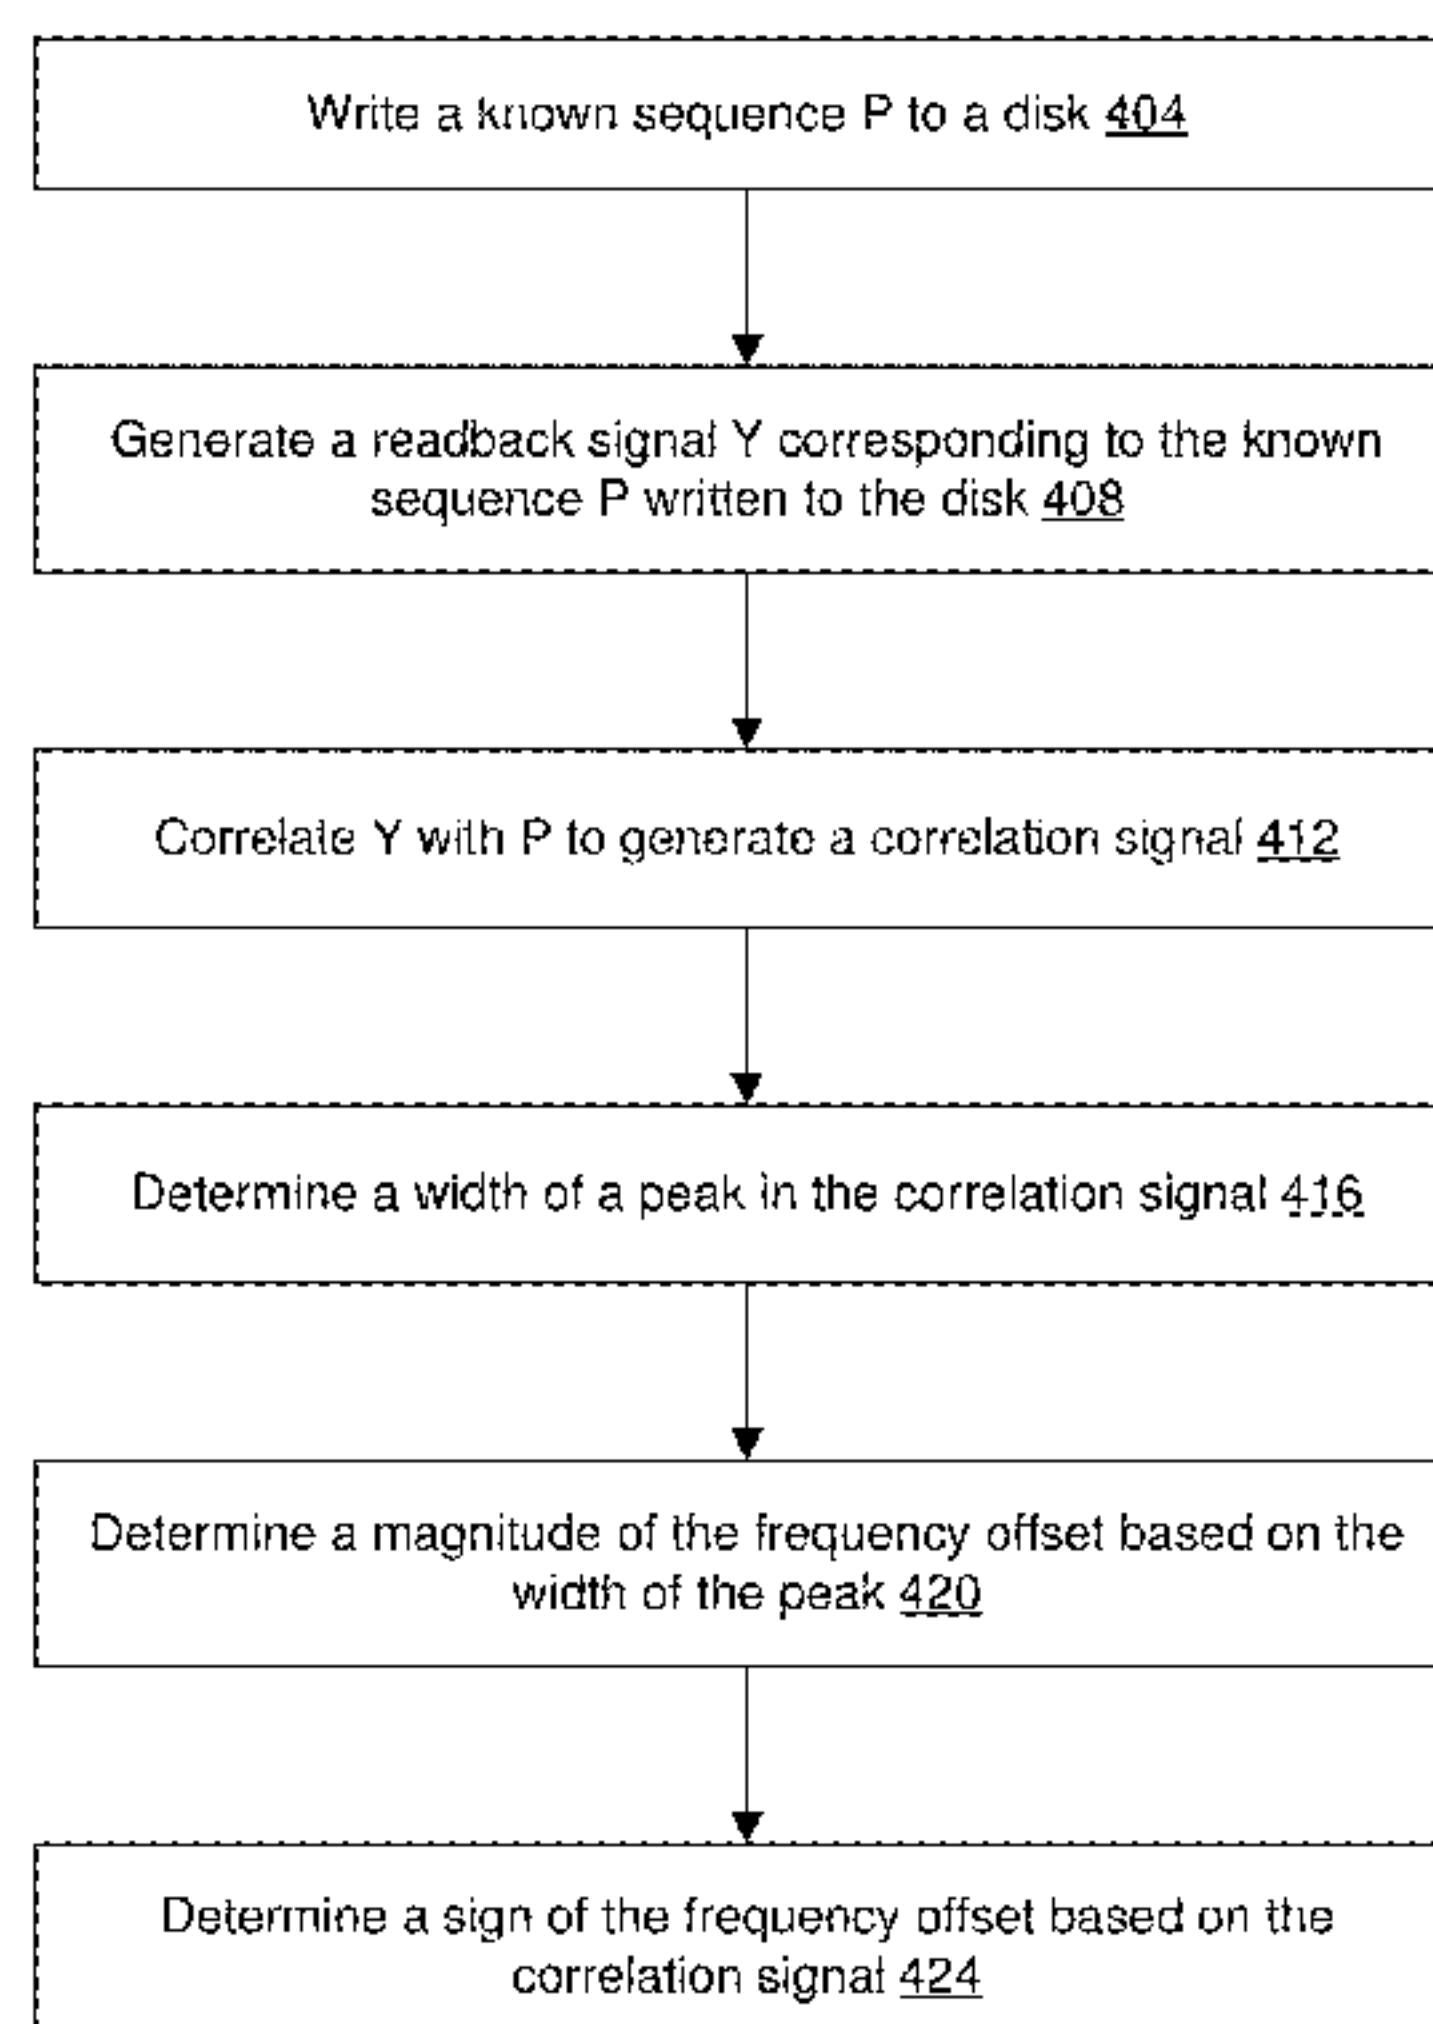 Write a known sequence P to a disk 404
Generate a readback signal Y corresponding to the known
sequence P written to the disk 408
Correlate Y with P to generate a correlation signal 412
Determine a width of a peak in the correlation signal 416
Determine a magnitude of the frequency offset based on the
width of the peak 420
Determine a sign of the frequency offset based on the
correlation signal 424